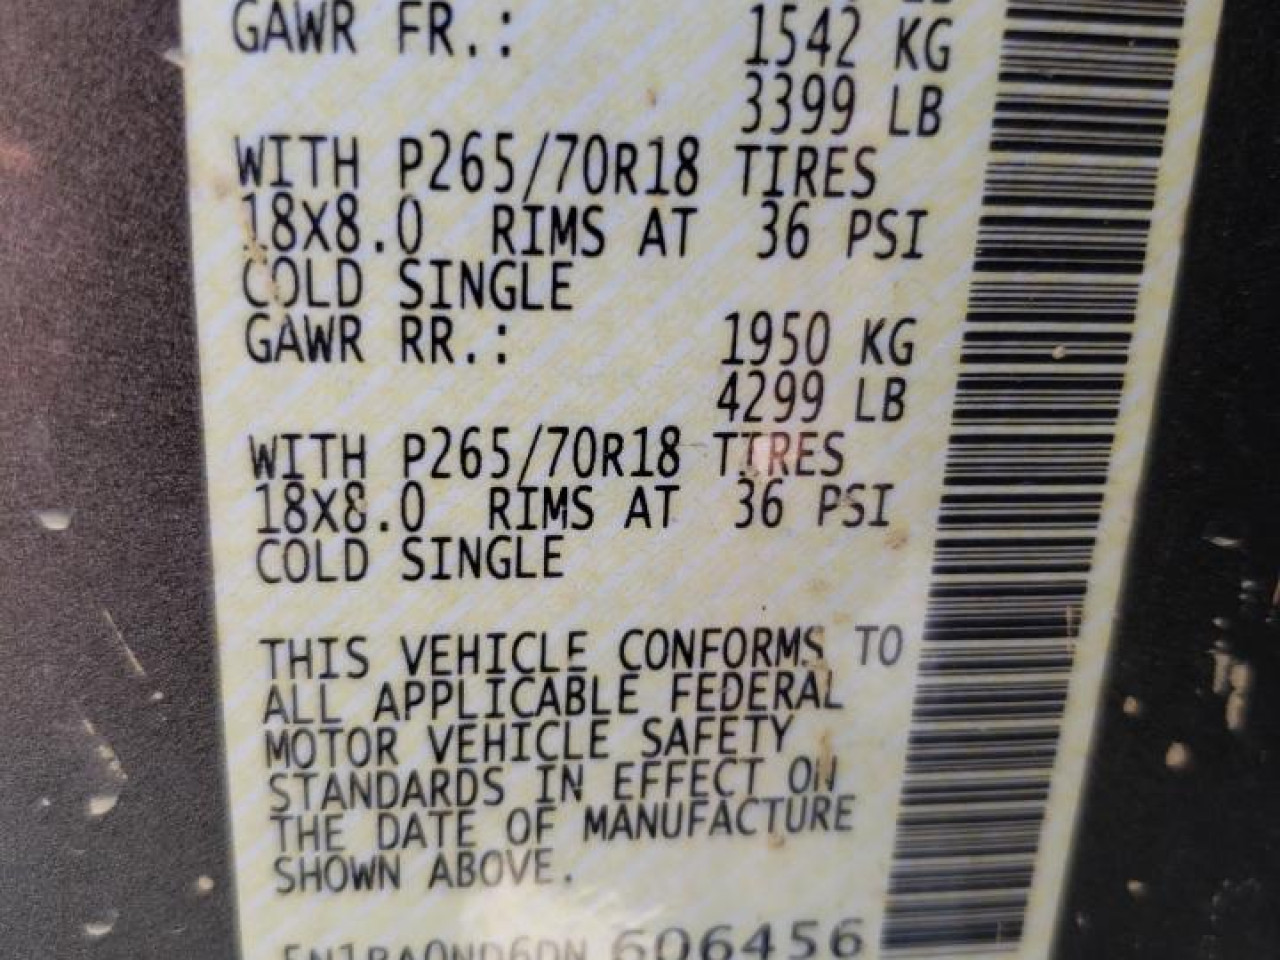 GAWR FR.: 1542 KG
3399 LB
WITH P265/70R18 TIRES
18X8.0 RIMS AT 36 PSI
COLD SINGLE
GAWR RR.: 1950 KG
4299 LB
WITH P265/70R18 TIRES
18X8.0 RIMS AT 36 PSI
COLD SINGLE
THIS VEHICLE CONFORMS TO
ALL APPLICABLE FEDERAL
MOTOR VEHICLE SAFETY
STANDARDS IN EFFECT ON
THE DATE OF MANUFACTURE
SHOWN ABOVE.
606456